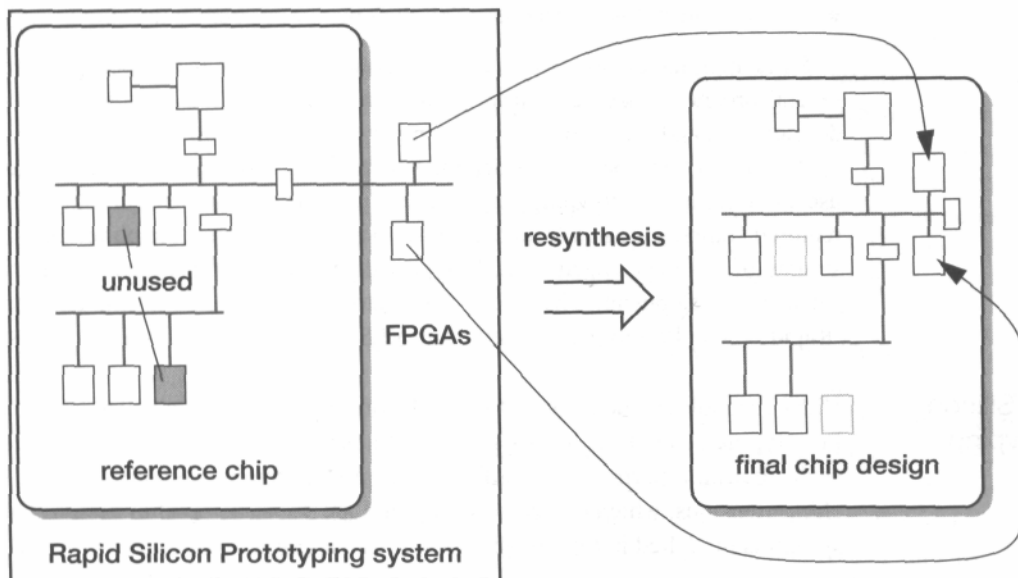 resynthesis
unused
FPGAs
reference chip
final chip design
Rapid Silicon Prototyping system